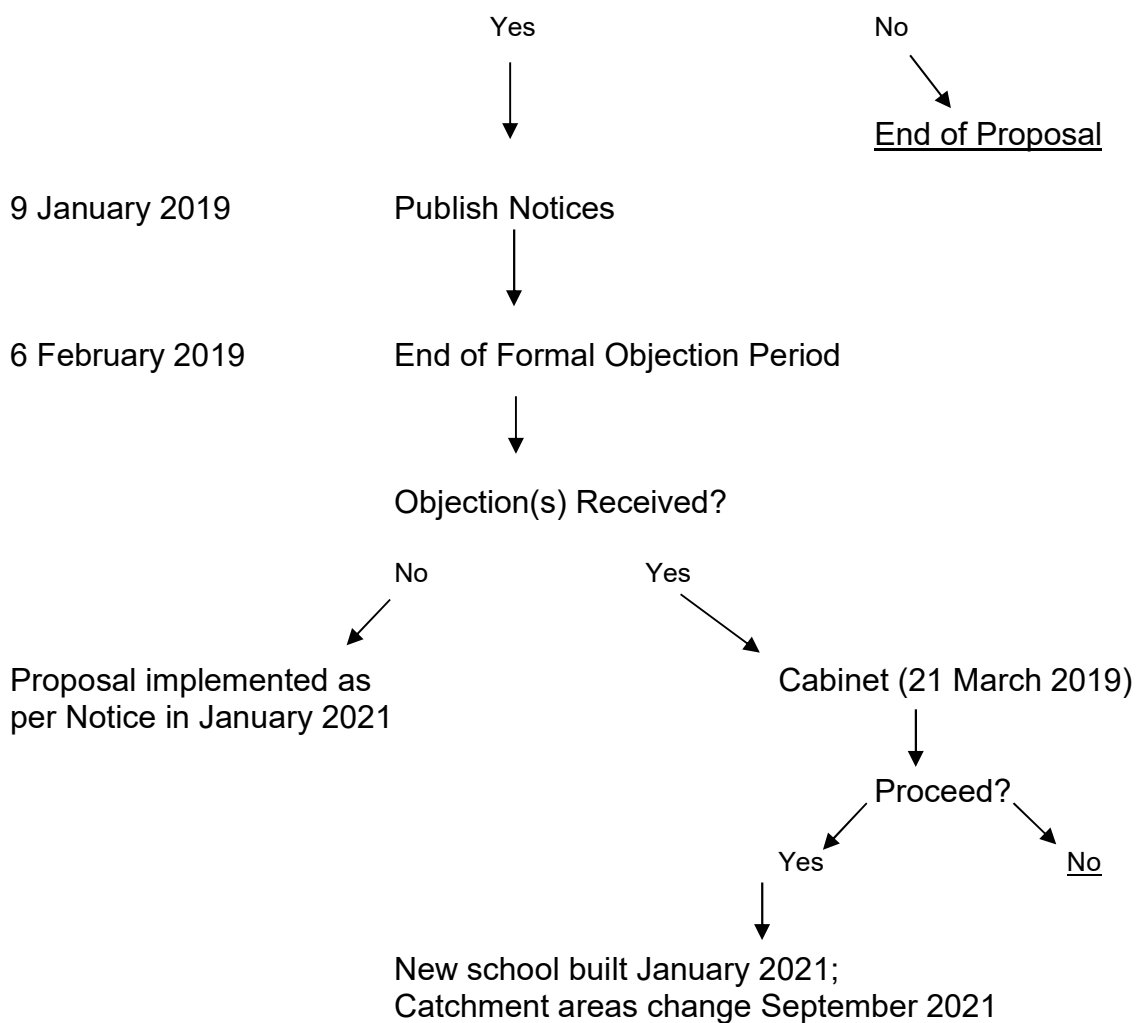 Yes
No
End of Proposal
9 January 2019
Publish Notices
6 February 2019
End of Formal Objection Period
Objection(s) Received?
No
Yes
Proposal implemented as
per Notice in January 2021
Cabinet (21 March 2019)
Proceed?
Yes
No
New school built January 2021;
Catchment areas change September 2021